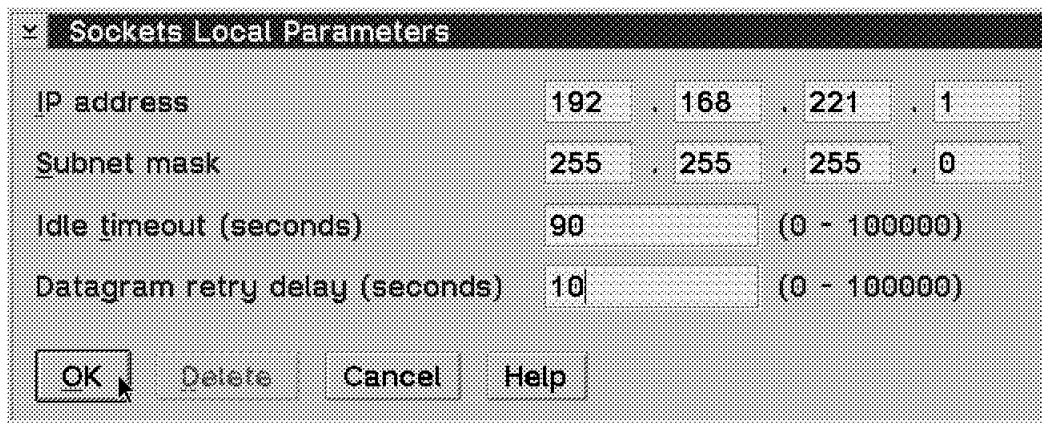 Sockets Local Parameters
IP address 192 . 168 . 221 . 1
Subnet mask 255 . 255 . 255 . 0
Idle timeout (seconds) 90 (0 - 100000)
Datagram retry delay (seconds) 10 (0 - 100000)
OK Delete Cancel Help